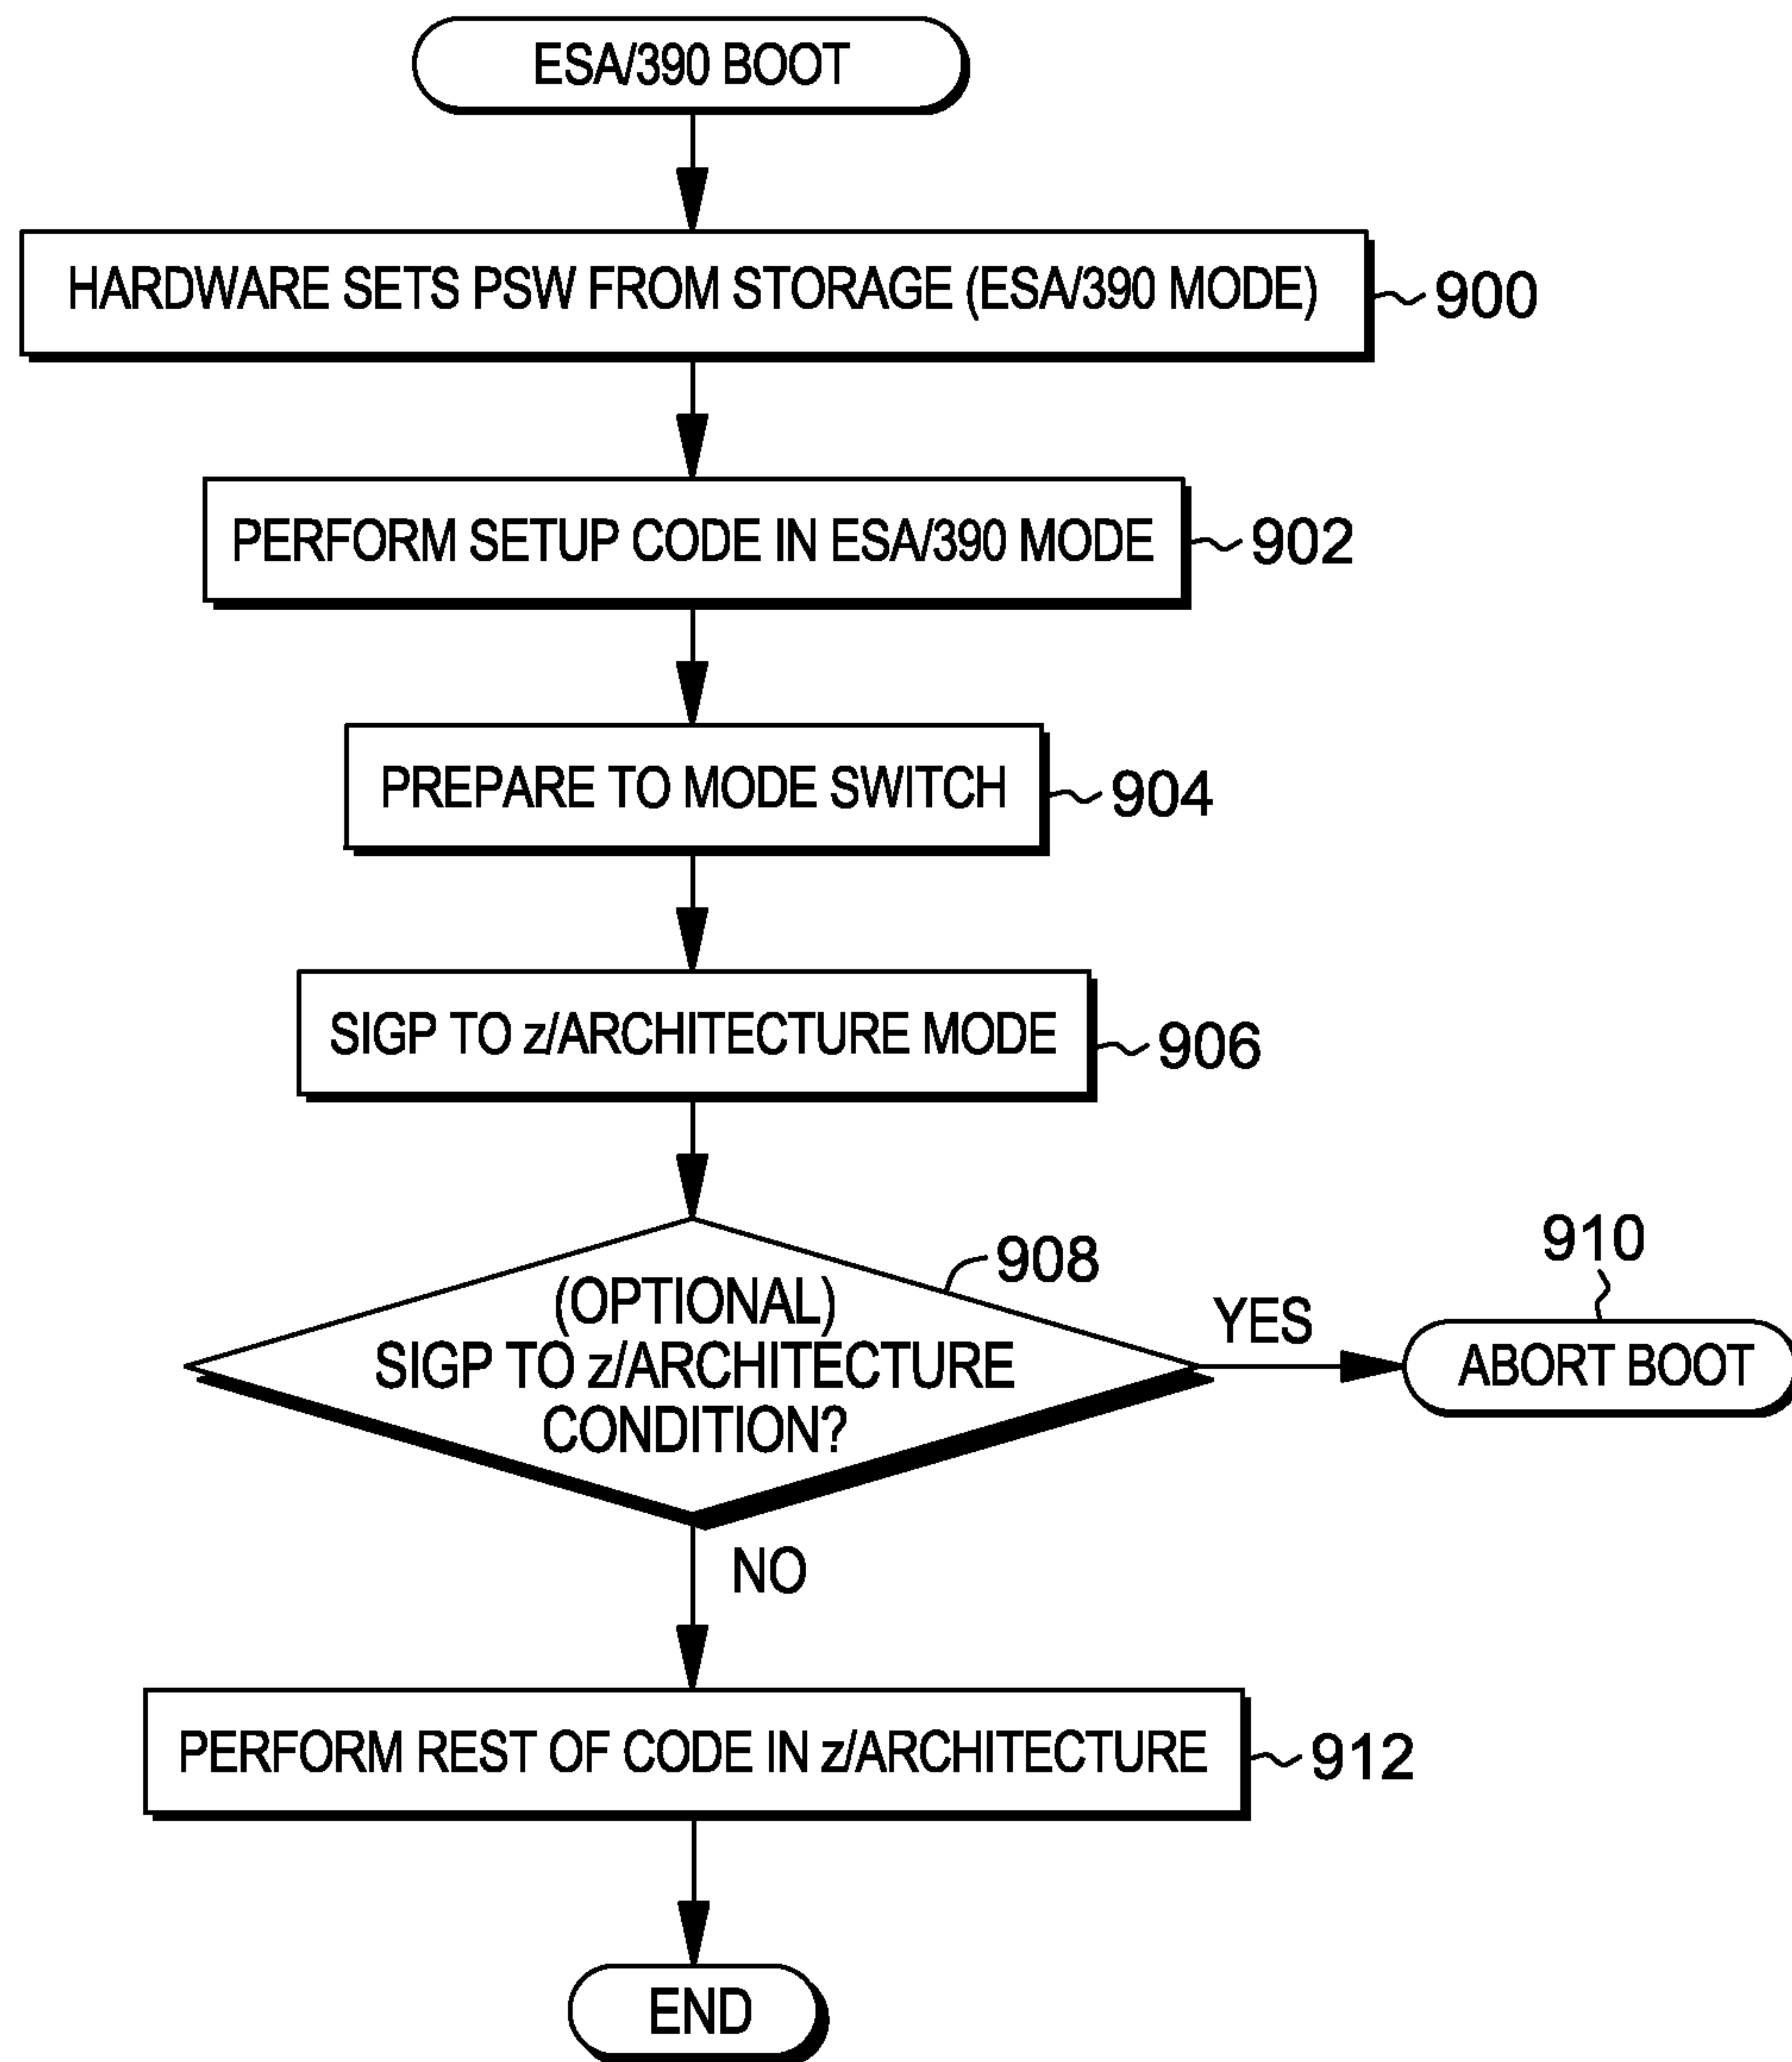 ESA/390 BOOT
HARDWARE SETS PSW FROM STORAGE (ESA/390 MODE)
900
PERFORM SETUP CODE IN ESA/390 MODE
902
PREPARE TO MODE SWITCH
904
SIGP TO z/ARCHITECTURE MODE
906
908
(OPTIONAL)
SIGP TO z/ARCHITECTURE
CONDITION?
YES
910
ABORT BOOT
NO
PERFORM REST OF CODE IN z/ARCHITECTURE
912
END